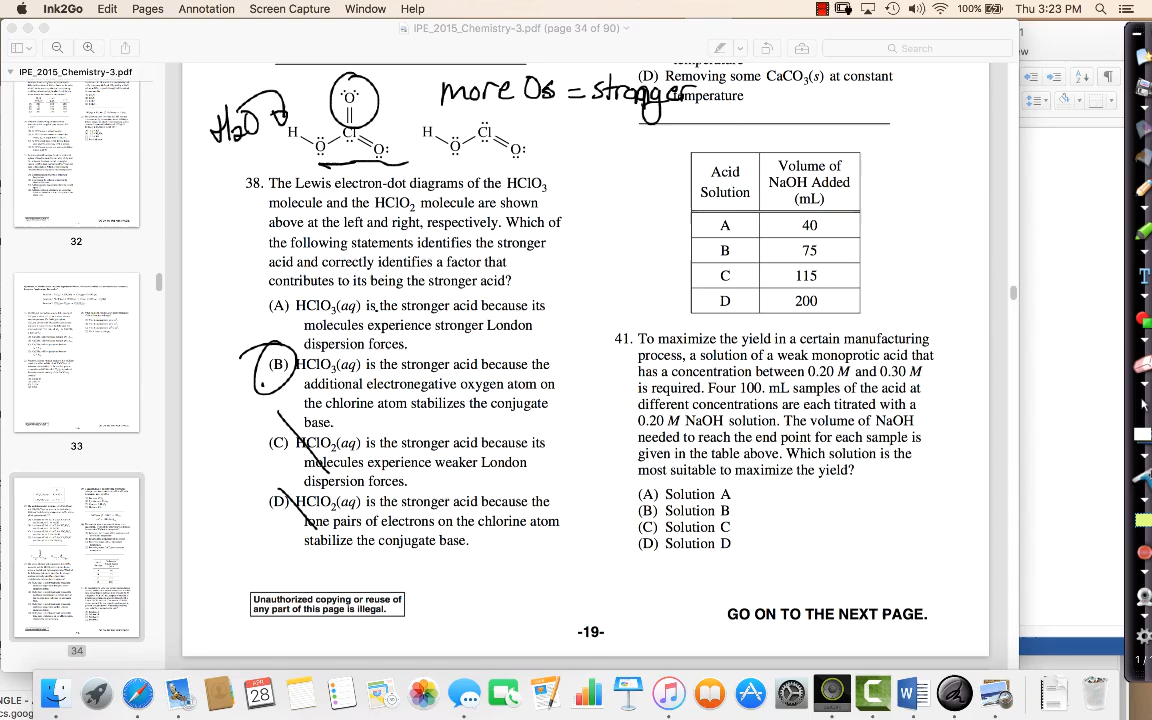 Ink2Go Edit Pages Annotation Screen Capture Window Help 100% Thu 3:23 PM
IPE_2015_Chemistry-3.pdf (page 34 of 90)
Search
IPE_2015_Chemistry-3.pdf
32
33
34
H2O
more Os = stronger
H O Cl O O
H O Cl O
38. The Lewis electron-dot diagrams of the HClO3
molecule and the HClO2 molecule are shown
above at the left and right, respectively. Which of
the following statements identifies the stronger
acid and correctly identifies a factor that
contributes to its being the stronger acid?
(A) HClO3(aq) is the stronger acid because its
molecules experience stronger London
dispersion forces.
(B) HClO3(aq) is the stronger acid because the
additional electronegative oxygen atom on
the chlorine atom stabilizes the conjugate
base.
(C) HClO2(aq) is the stronger acid because its
molecules experience weaker London
dispersion forces.
(D) HClO2(aq) is the stronger acid because the
lone pairs of electrons on the chlorine atom
stabilize the conjugate base.
temperature
(D) Removing some CaCO3(s) at constant
temperature
Acid Solution Volume of NaOH Added (mL)
A 40
B 75
C 115
D 200
41. To maximize the yield in a certain manufacturing
process, a solution of a weak monoprotic acid that
has a concentration between 0.20 M and 0.30 M
is required. Four 100. mL samples of the acid at
different concentrations are each titrated with a
0.20 M NaOH solution. The volume of NaOH
needed to reach the end point for each sample is
given in the table above. Which solution is the
most suitable to maximize the yield?
(A) Solution A
(B) Solution B
(C) Solution C
(D) Solution D
Unauthorized copying or reuse of
any part of this page is illegal.
GO ON TO THE NEXT PAGE.
-19-
APR
28